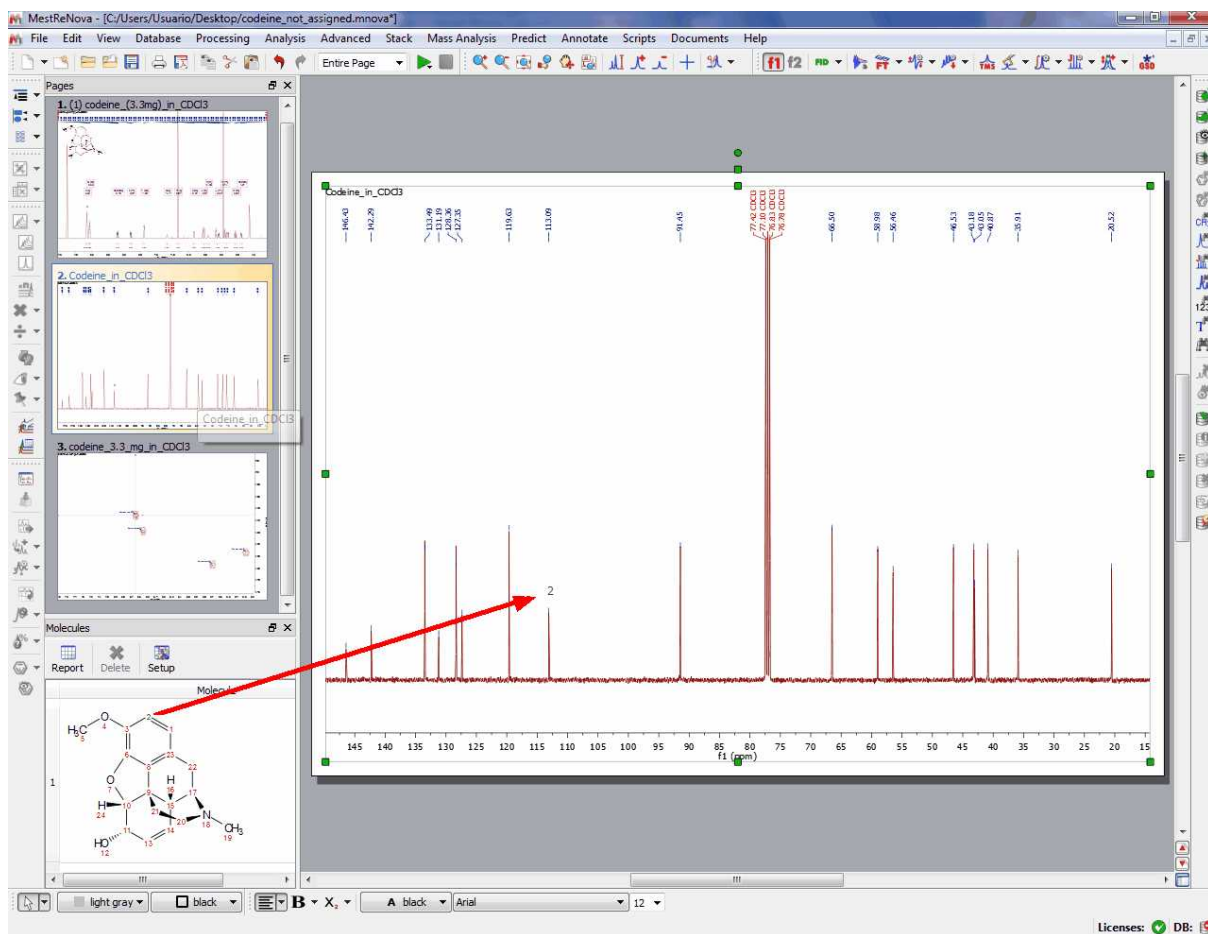 MestReNova - [C:/Users/Usuario/Desktop/codeine_not_assigned.mnova*]
File Edit View Database Processing Analysis Advanced Stack Mass Analysis Predict Annotate Scripts Documents Help
Entire Page
f1 f2
FID
FT
TMS
GSD
Pages
1. (1) codeine_(3.3mg)_in_CDCl3
2. Codeine_in_CDCl3
Codeine_in_CDCl3
3. codeine_3.3_mg_in_CDCl3
Molecules
Report Delete Setup
1
H₃C
5
O
4
3
2
1
6
23
8
O
7
9
H
16
22
17
15
H
24
10
21
20
N
18
CH₃
19
11
14
13
HO
12
Codeine_in_CDCl3
146.43
142.29
133.49
131.19
128.36
127.35
119.63
113.09
91.45
77.42 CDCl3
77.10 CDCl3
76.83 CDCl3
76.78 CDCl3
66.50
58.98
56.46
46.53
43.18
43.05
40.87
35.91
20.52
2
145 140 135 130 125 120 115 110 105 100 95 90 85 80 75 70 65 60 55 50 45 40 35 30 25 20 15
f1 (ppm)
light gray black B X₂ A black Arial 12
Licenses: DB: